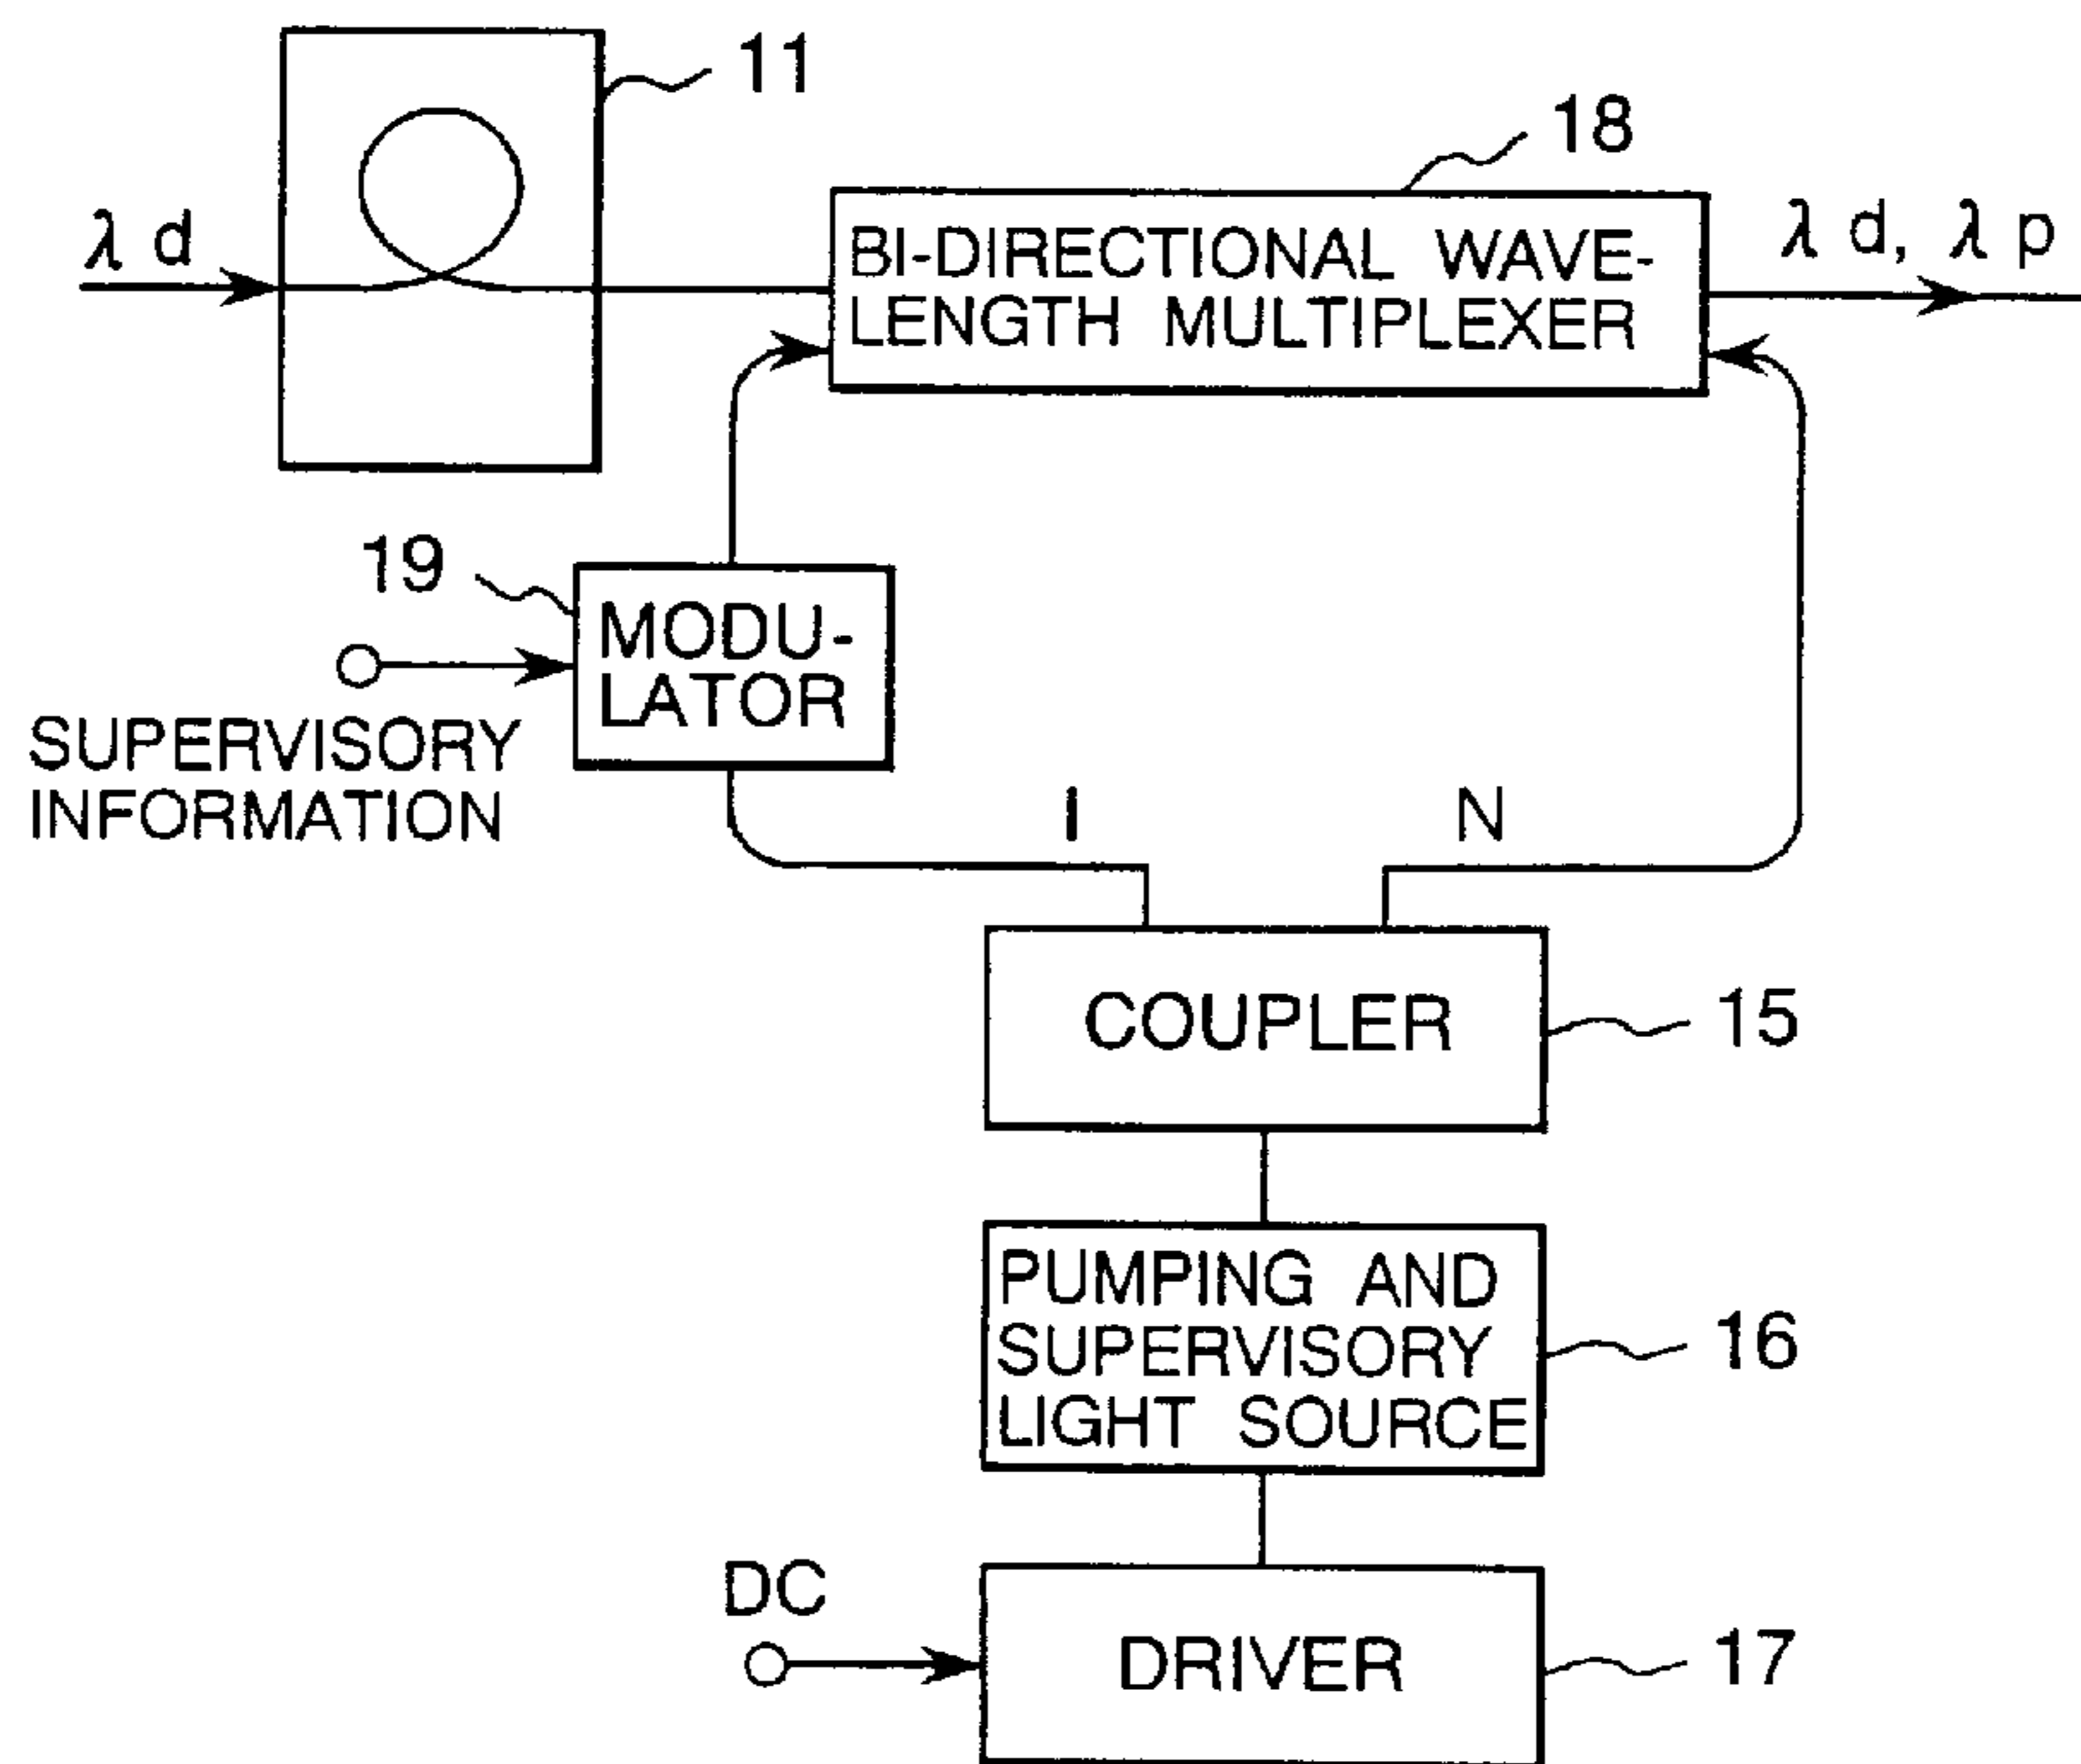 11
18
λ d
BI-DIRECTIONAL WAVE-
LENGTH MULTIPLEXER
λ d, λ p
19
MODU-
LATOR
SUPERVISORY
INFORMATION
I
N
COUPLER
15
PUMPING AND
SUPERVISORY
LIGHT SOURCE
16
DC
DRIVER
17